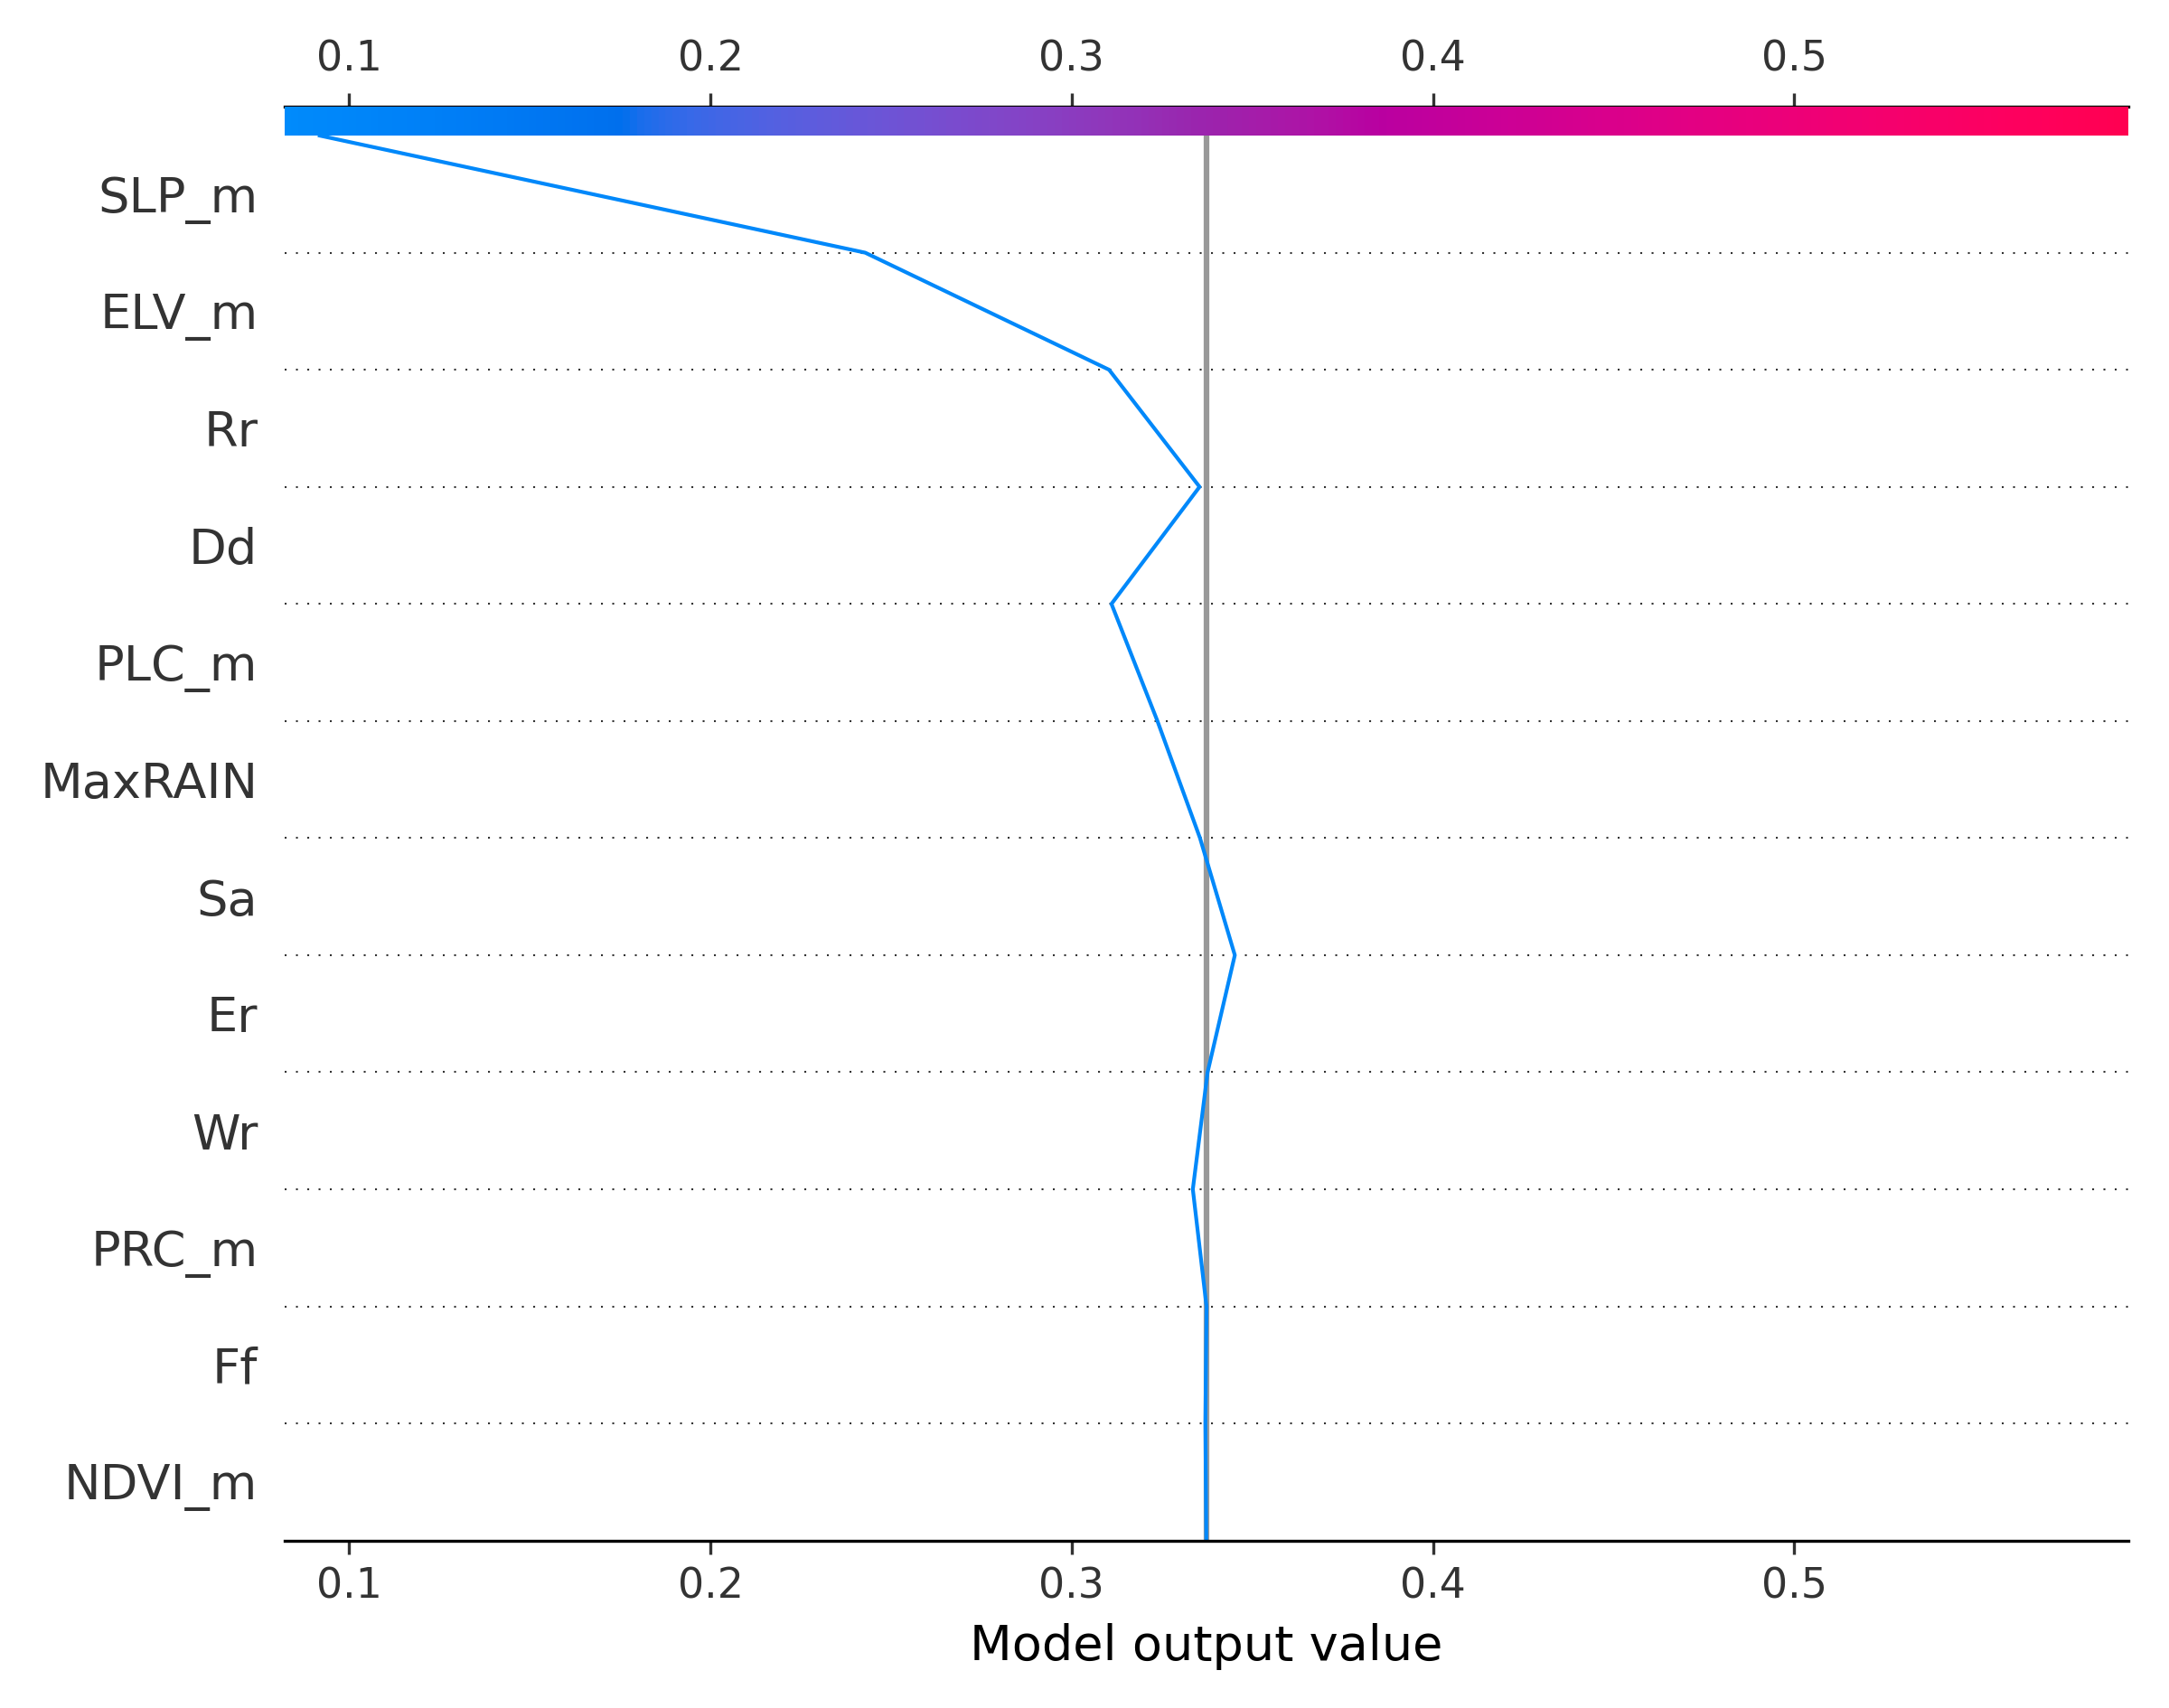 0.1 0.2 0.3 0.4 0.5
SLP_m
ELV_m
Rr
Dd
PLC_m
MaxRAIN
Sa
Er
Wr
PRC_m
Ff
NDVI_m
0.1 0.2 0.3 0.4 0.5
Model output value